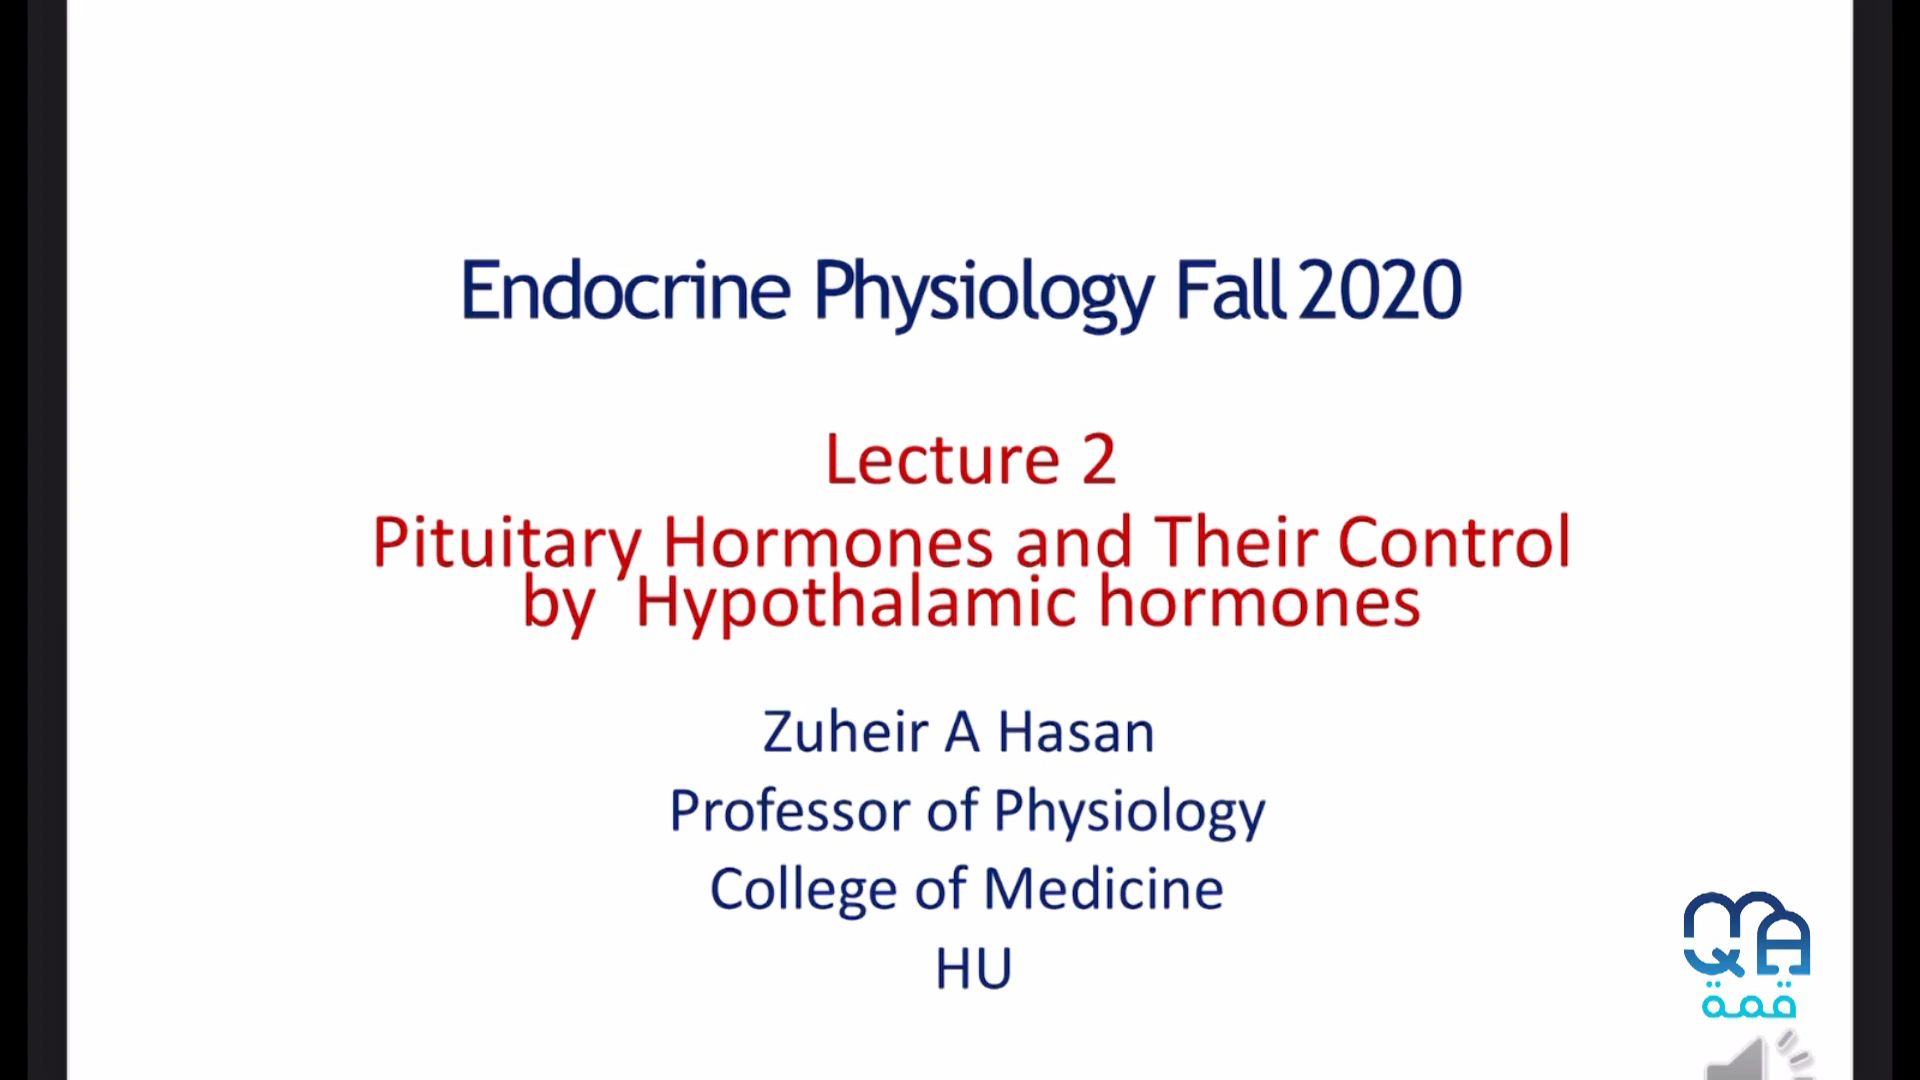 Endocrine Physiology Fall 2020
Lecture 2
Pituitary Hormones and Their Control
by Hypothalamic hormones
Zuheir A Hasan
Professor of Physiology
College of Medicine
HU
QMA
قمة